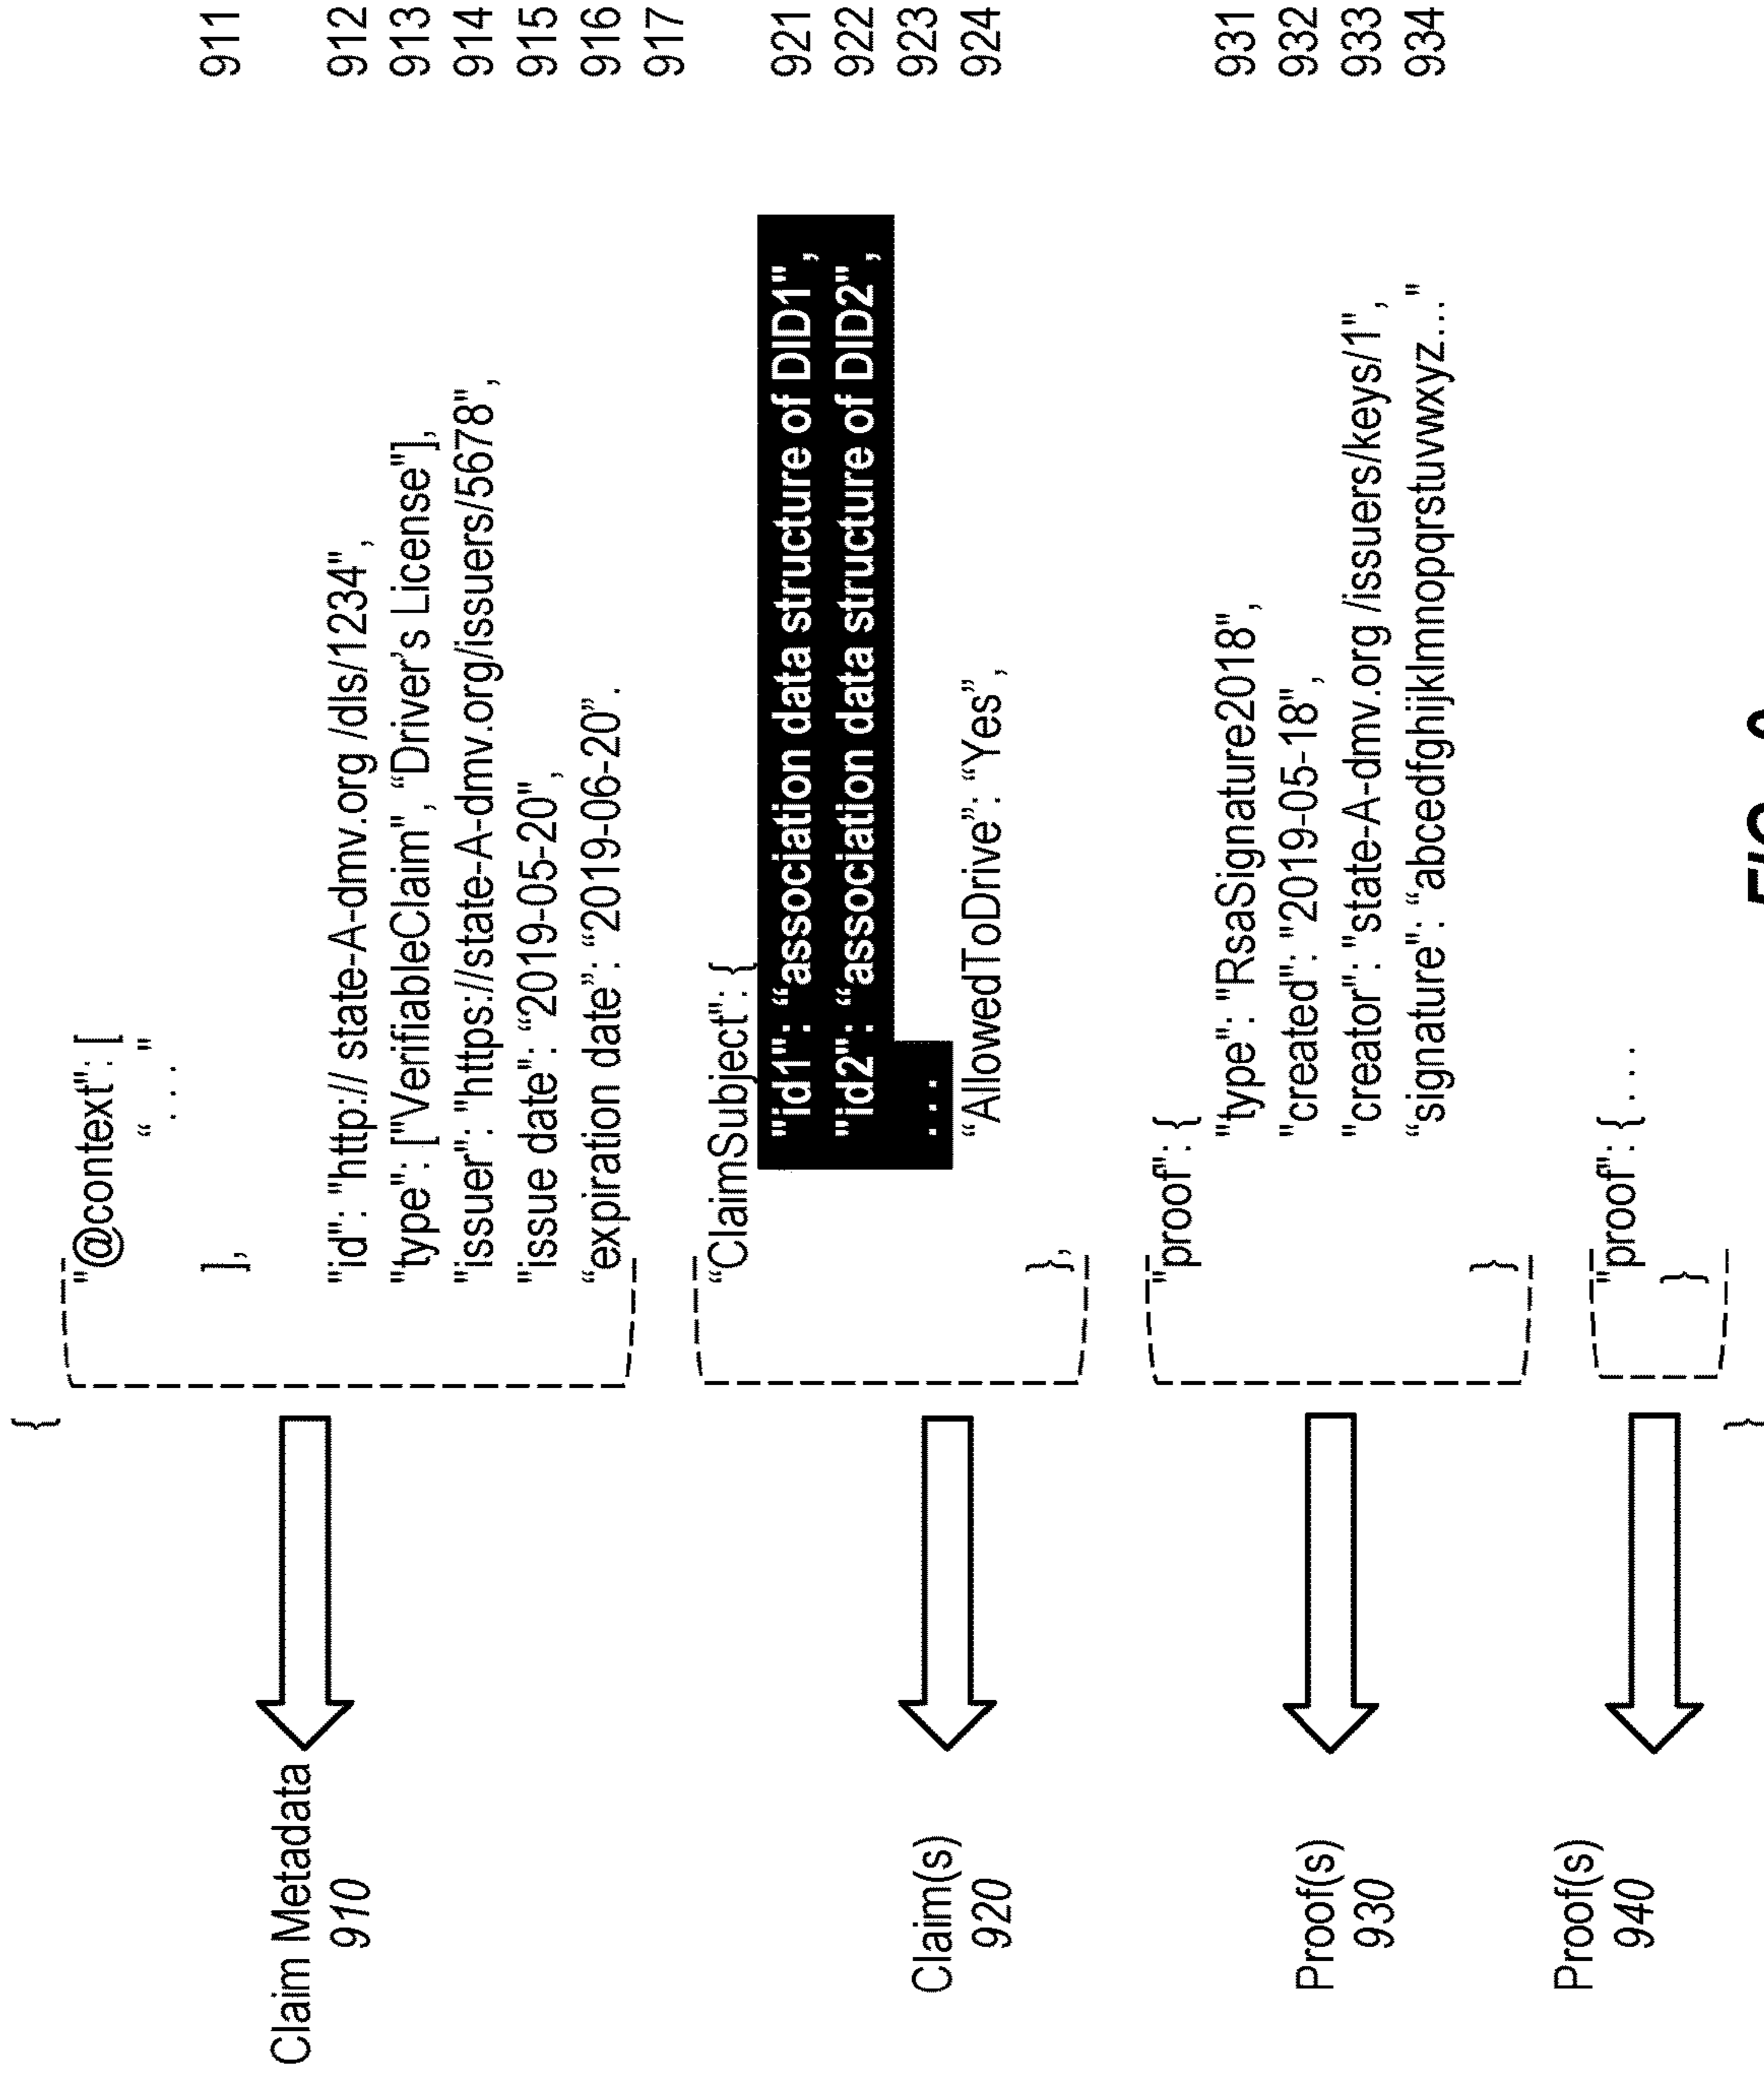 {
"@context": [
“ . . . "
], 911
Claim Metadata
910
"id": "http:// state-A-dmv.org /dls/1234", 912
"type": ["VerifiableClaim", “Driver’s License"], 913
"issuer": "https://state-A-dmv.org/issuers/5678", 914
"issue date": “2019-05-20", 915
“expiration date”: “2019-06-20”. 916
917
“ClaimSubject": {
"id1": “association data structure of DID1", 921
"id2": “association data structure of DID2", 922
. . . 923
Claim(s)
920
“AllowedToDrive”: “Yes”, 924
},
"proof": {
"type": "RsaSignature2018", 931
"created": "2019-05-18", 932
Proof(s)
930
"creator": "state-A-dmv.org /issuers/keys/1", 933
“signature": “abcedfghijklmnopqrstuvwxyz..." 934
}
Proof(s)
940
"proof": { . . .
}
}